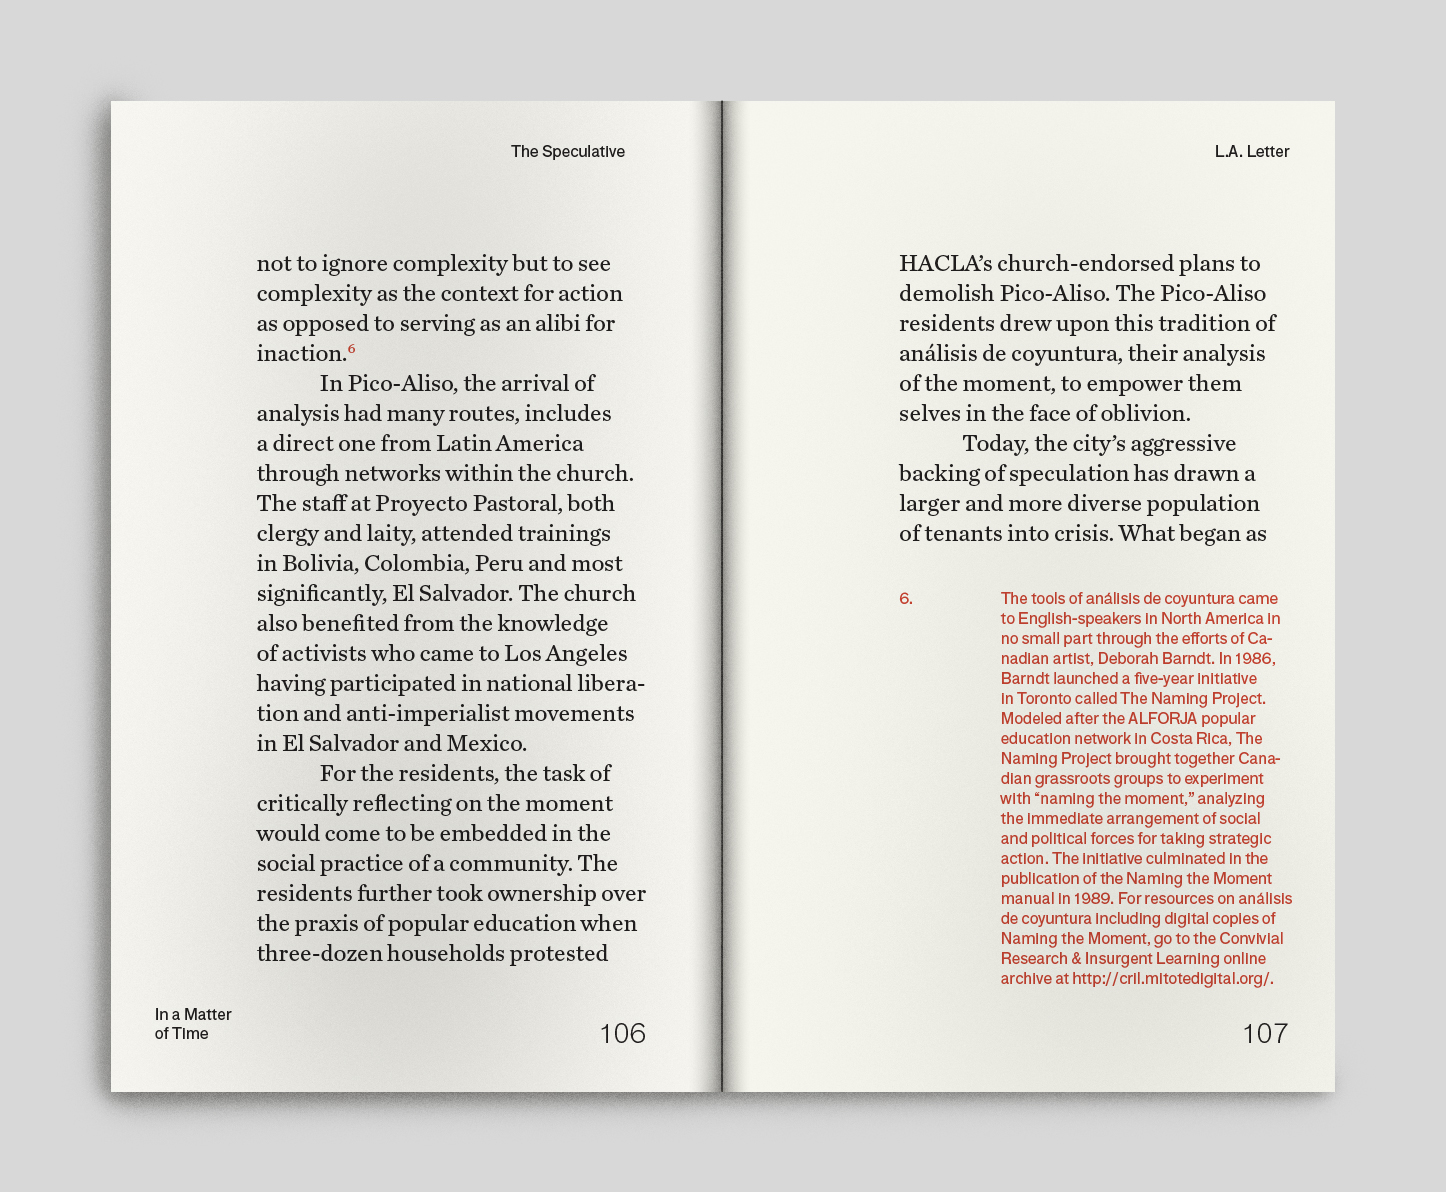 The Speculative
not to ignore complexity but to see
complexity as the context for action
as opposed to serving as an alibi for
inaction.6
In Pico-Aliso, the arrival of
analysis had many routes, includes
a direct one from Latin America
through networks within the church.
The staff at Proyecto Pastoral, both
clergy and laity, attended trainings
in Bolivia, Colombia, Peru and most
significantly, El Salvador. The church
also benefited from the knowledge
of activists who came to Los Angeles
having participated in national libera-
tion and anti-imperialist movements
in El Salvador and Mexico.
For the residents, the task of
critically reflecting on the moment
would come to be embedded in the
social practice of a community. The
residents further took ownership over
the praxis of popular education when
three-dozen households protested
In a Matter
of Time
106
L.A. Letter
HACLA’s church-endorsed plans to
demolish Pico-Aliso. The Pico-Aliso
residents drew upon this tradition of
análisis de coyuntura, their analysis
of the moment, to empower them
selves in the face of oblivion.
Today, the city’s aggressive
backing of speculation has drawn a
larger and more diverse population
of tenants into crisis. What began as
6.
The tools of análisis de coyuntura came
to English-speakers in North America in
no small part through the efforts of Ca-
nadian artist, Deborah Barndt. In 1986,
Barndt launched a five-year initiative
in Toronto called The Naming Project.
Modeled after the ALFORJA popular
education network in Costa Rica, The
Naming Project brought together Cana-
dian grassroots groups to experiment
with “naming the moment,” analyzing
the immediate arrangement of social
and political forces for taking strategic
action. The initiative culminated in the
publication of the Naming the Moment
manual in 1989. For resources on análisis
de coyuntura including digital copies of
Naming the Moment, go to the Convivial
Research & Insurgent Learning online
archive at http://cril.mitotedigital.org/.
107